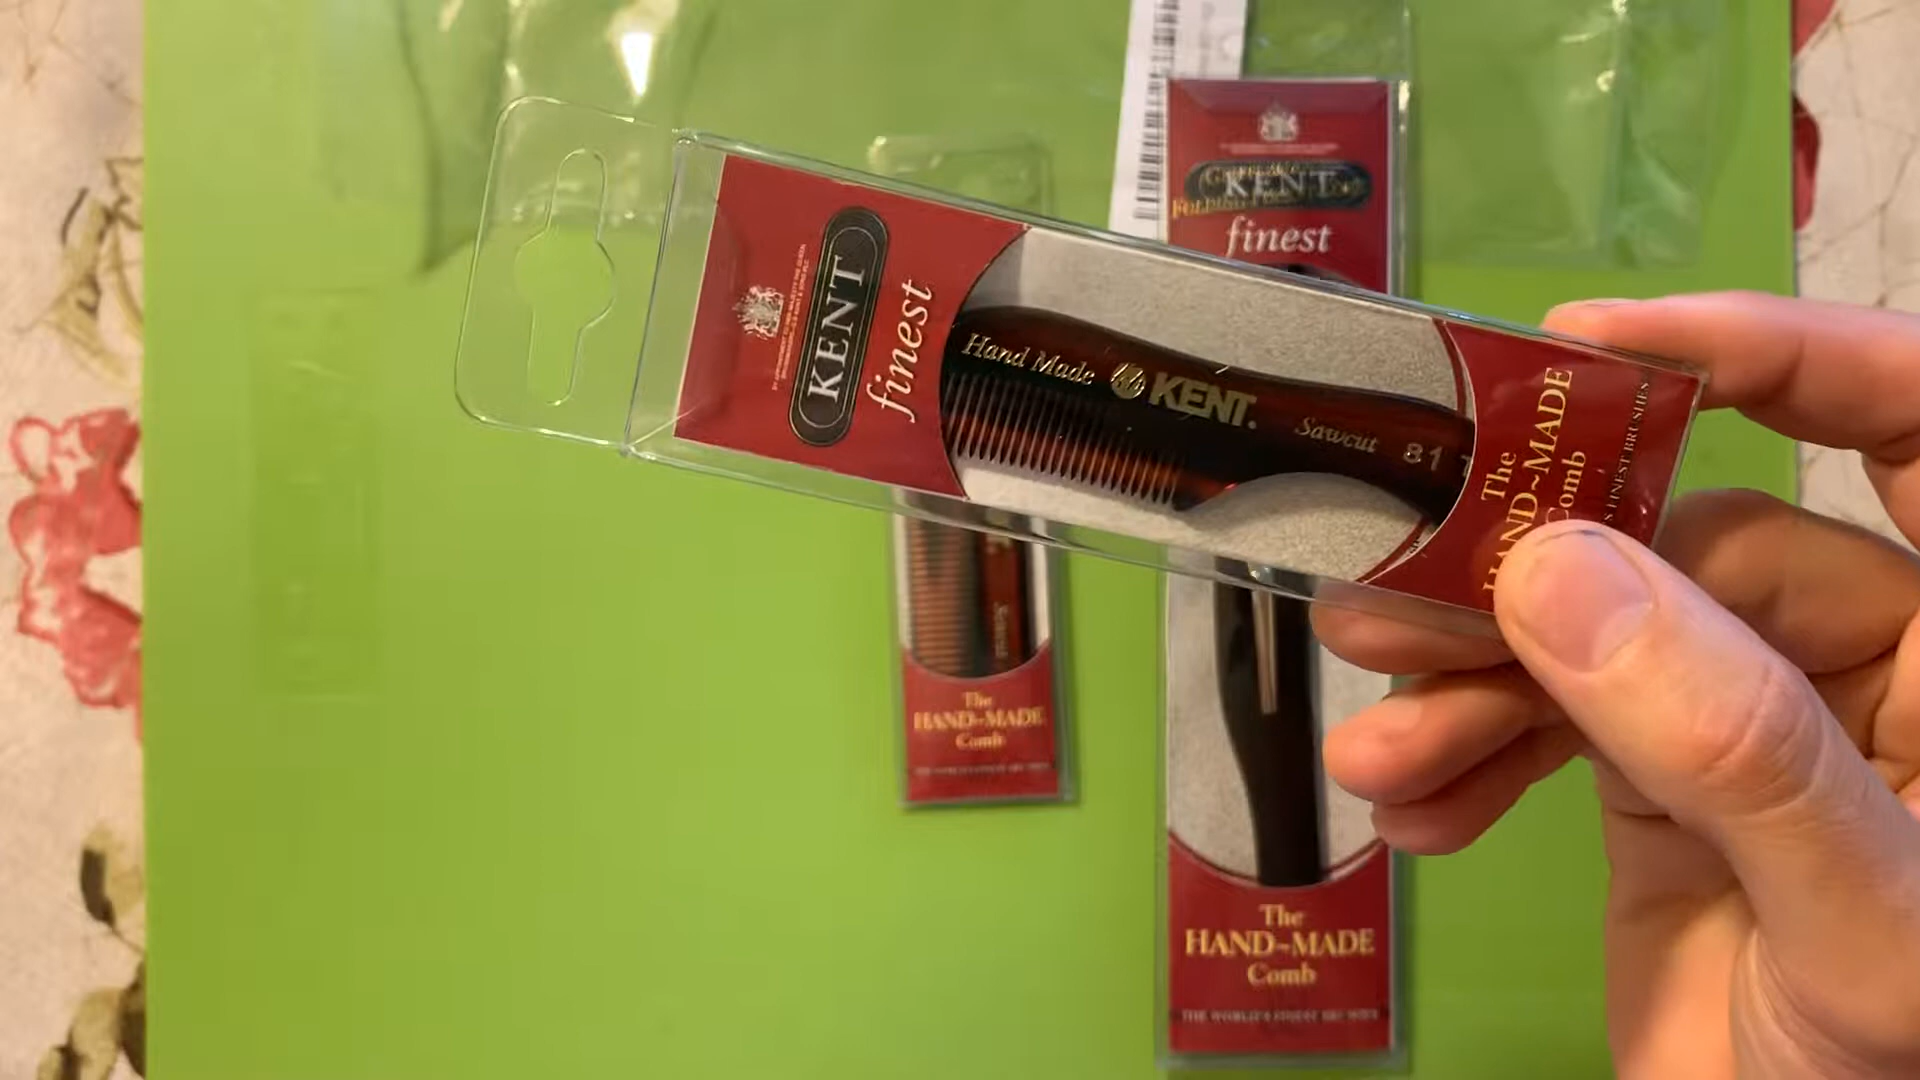 KENT
finest
Hand Made KENT. Sawcut 81 T
The
HAND~MADE
Comb
S FINEST BRUSHES
KENT
finest
The
HAND~MADE
Comb
THE WORLD'S FINEST BRUSHES
The
HAND~MADE
Comb